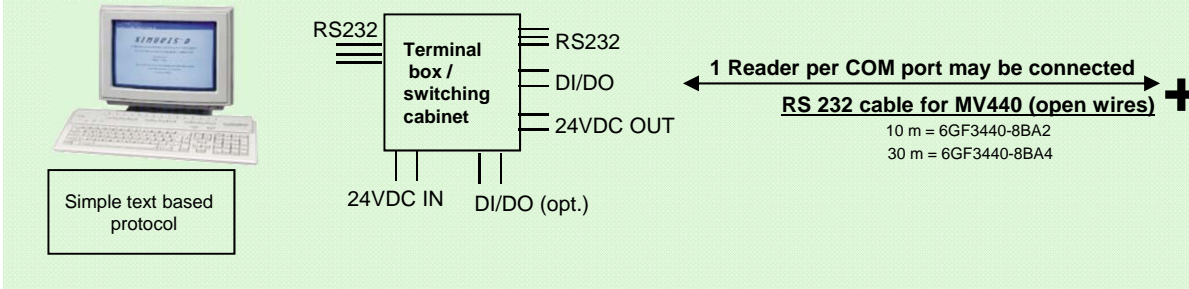 RS232
Terminal
box /
switching
cabinet
RS232
DI/DO
24VDC OUT
24VDC IN
DI/DO (opt.)
1 Reader per COM port may be connected
RS 232 cable for MV440 (open wires)
10 m = 6GF3440-8BA2
30 m = 6GF3440-8BA4
+
Simple text based
protocol